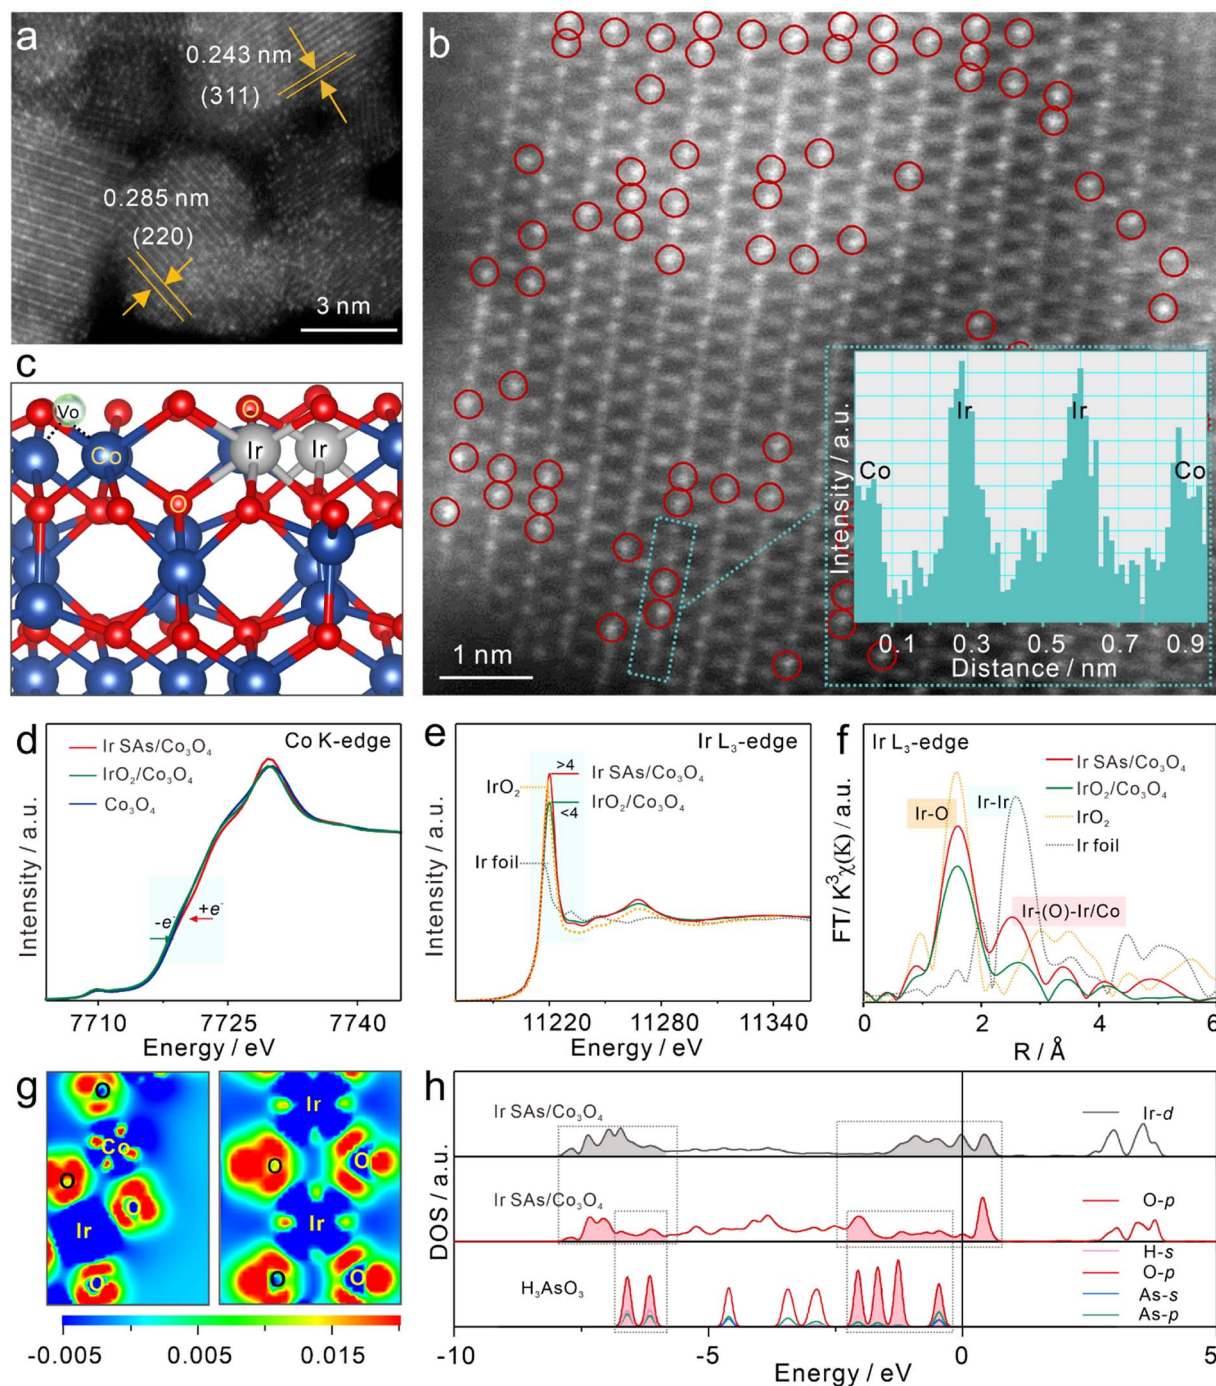 a
0.243 nm
(311)
0.285 nm
(220)
3 nm
b
1 nm
Intensity / a.u.
Co
Ir
Ir
Co
0.1 0.3 0.5 0.7 0.9
Distance / nm
c
Vo
Co
O
Ir
Ir
O
d
Co K-edge
Ir SAs/Co₃O₄
IrO₂/Co₃O₄
Co₃O₄
-e⁻
+e⁻
Intensity / a.u.
7710 7725 7740
Energy / eV
e
Ir L₃-edge
>4
Ir SAs/Co₃O₄
IrO₂
IrO₂/Co₃O₄
<4
Ir foil
Intensity / a.u.
11220 11280 11340
Energy / eV
f
Ir L₃-edge
Ir SAs/Co₃O₄
IrO₂/Co₃O₄
IrO₂
Ir foil
Ir-Ir
Ir-O
Ir-(O)-Ir/Co
FT/ K³χ(K) / a.u.
0 2 4 6
R / Å
g
O
Co
O
O
Ir
O
Ir
O
O
Ir
O
O
-0.005 0.005 0.015
h
Ir SAs/Co₃O₄
Ir-d
Ir SAs/Co₃O₄
O-p
H₃AsO₃
H-s
O-p
As-s
As-p
DOS / a.u.
-10 -5 0 5
Energy / eV